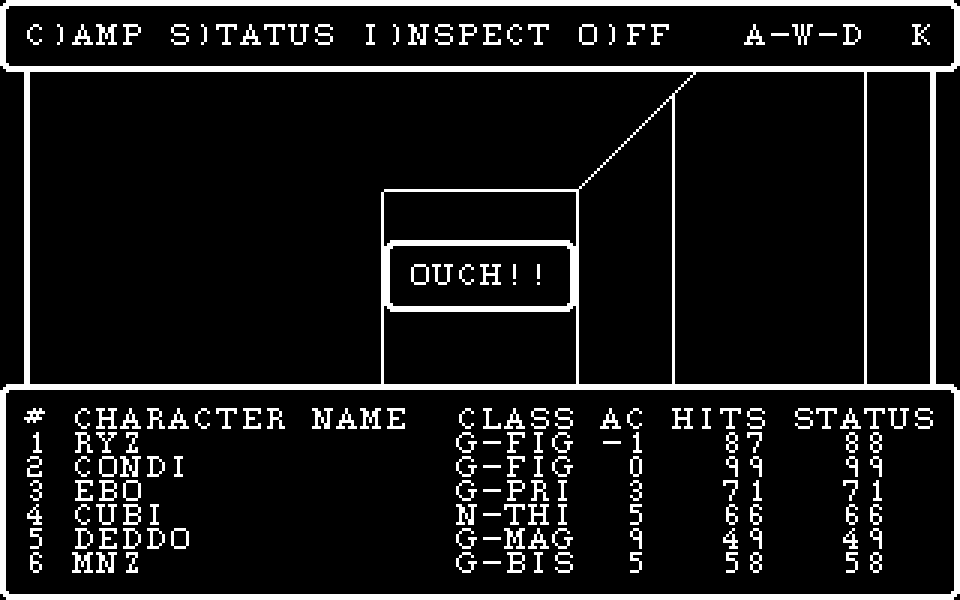 C)AMP S)TATUS I)NSPECT O)FF A-W-D K
OUCH!!
# CHARACTER NAME CLASS AC HITS STATUS
1 RYZ G-FIG -1 87 88
2 CONDI G-FIG 0 99 99
3 EBO G-PRI 3 71 71
4 CUBI N-THI 5 66 66
5 DEDDO G-MAG 9 49 49
6 MNZ G-BIS 5 58 58